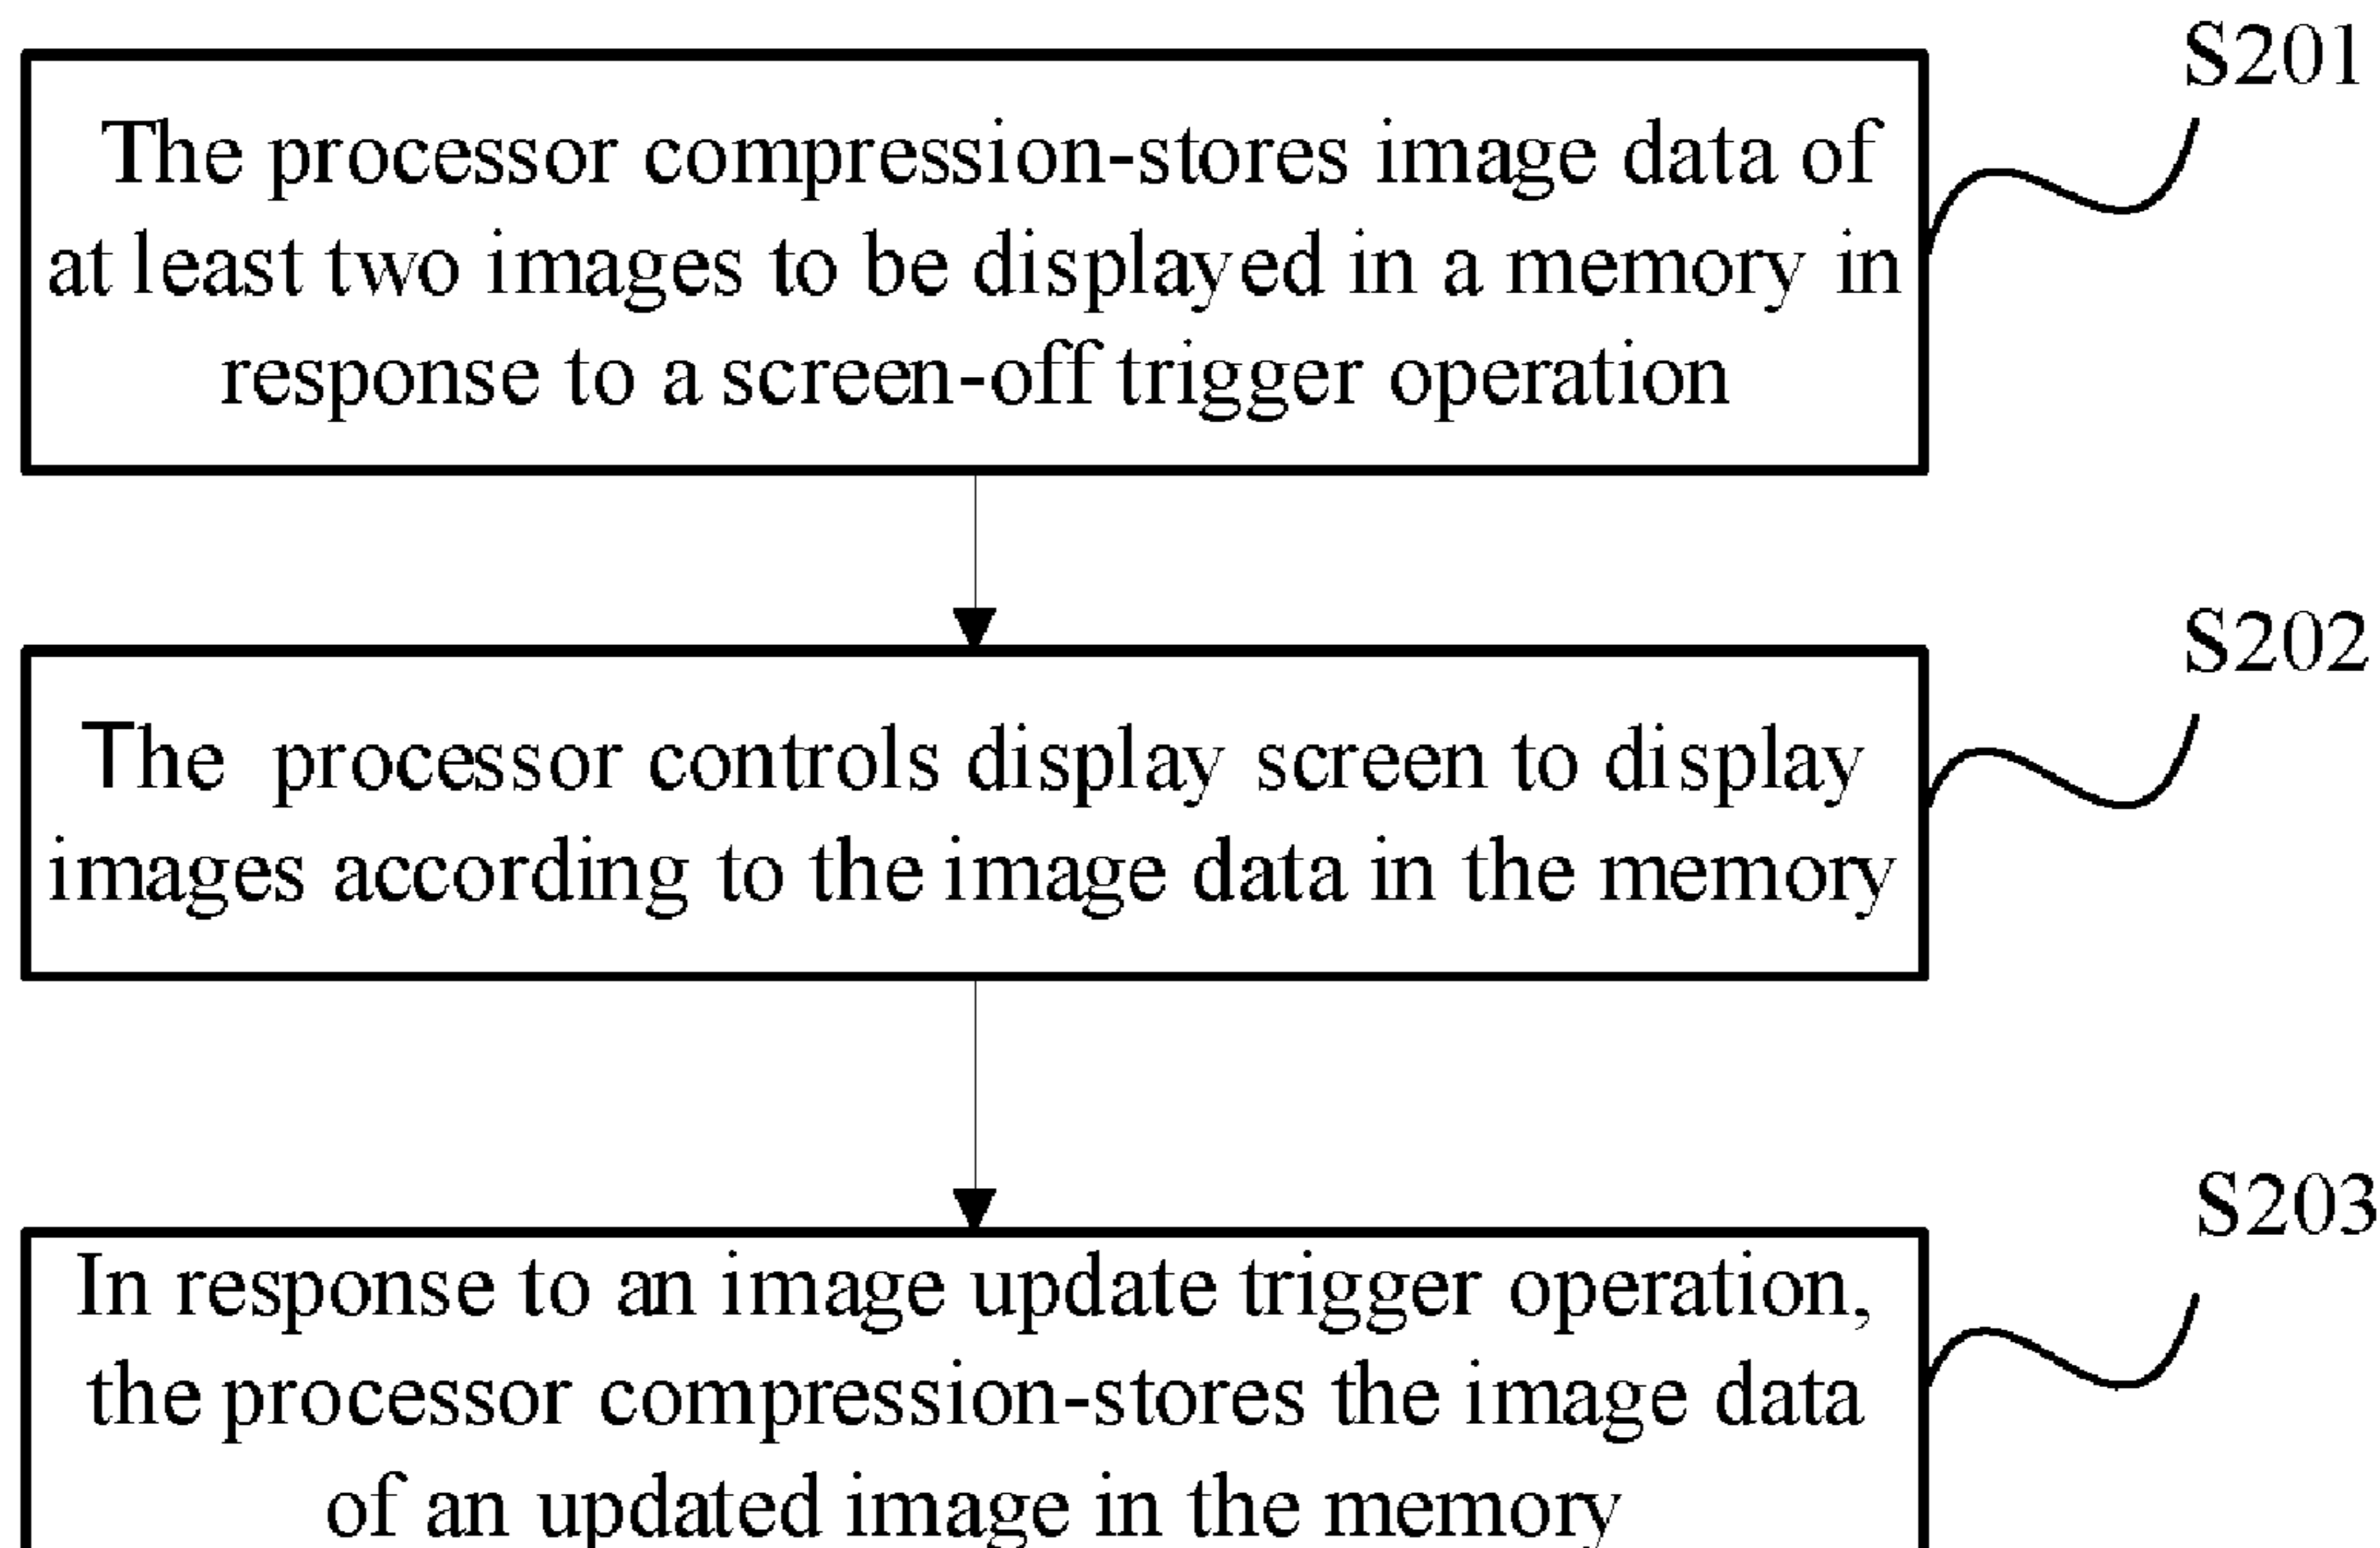 S201
The processor compression-stores image data of
at least two images to be displayed in a memory in
response to a screen-off trigger operation
S202
The processor controls display screen to display
images according to the image data in the memory
S203
In response to an image update trigger operation,
the processor compression-stores the image data
of an updated image in the memory